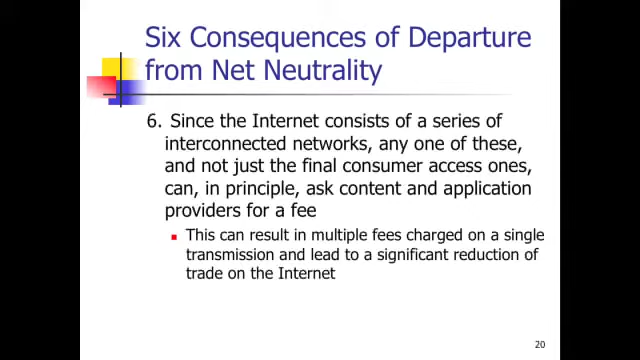 Six Consequences of Departure
from Net Neutrality
6. Since the Internet consists of a series of
interconnected networks, any one of these,
and not just the final consumer access ones,
can, in principle, ask content and application
providers for a fee
This can result in multiple fees charged on a single
transmission and lead to a significant reduction of
trade on the Internet
20